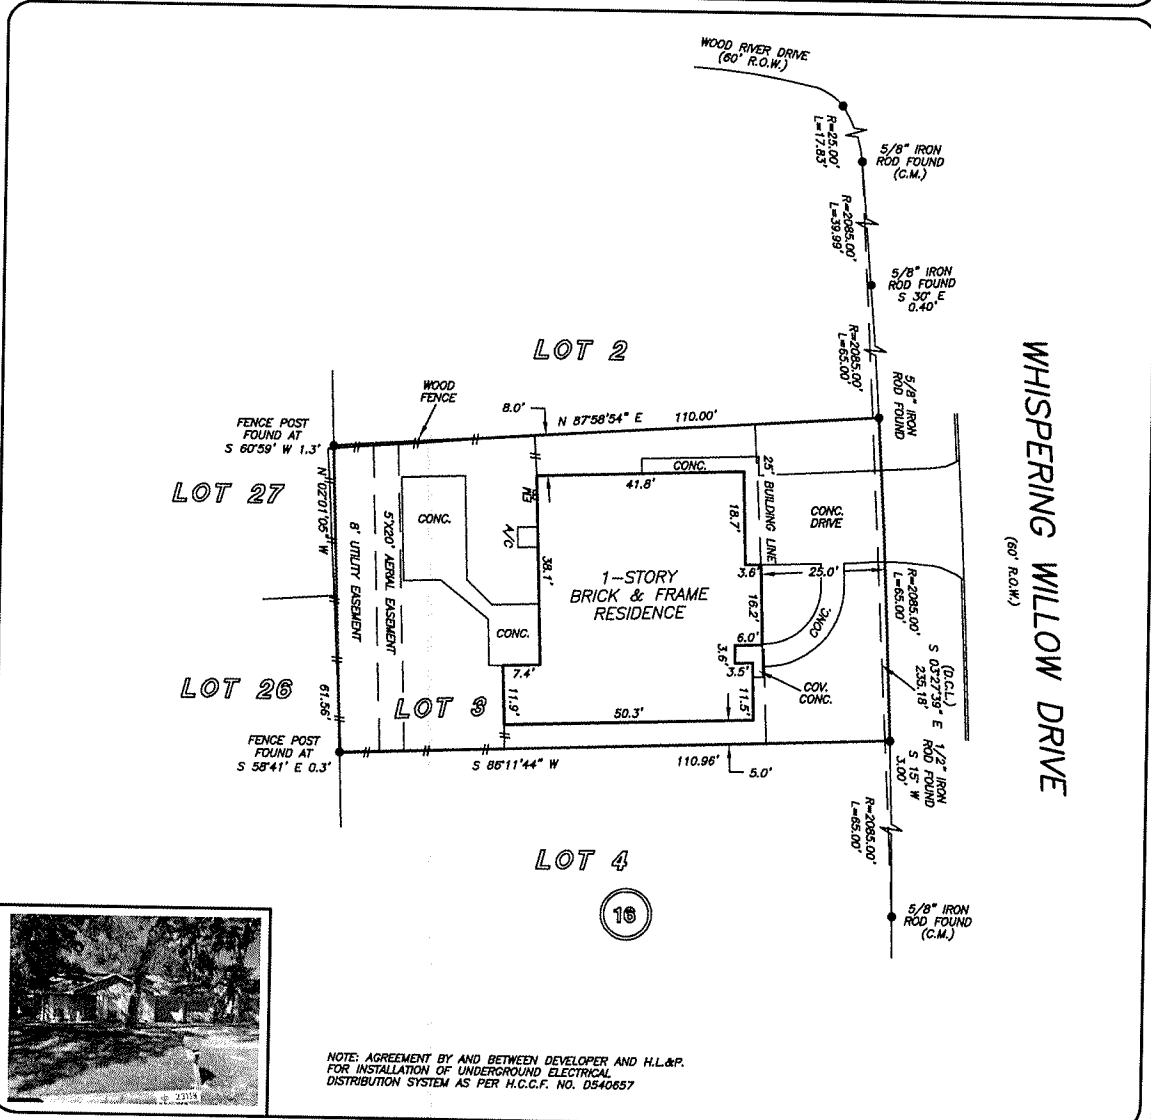 WOOD RIVER DRIVE
(60' R.O.W.)
R=25.00'
L=17.83'
5/8" IRON
ROD FOUND
(C.M.)
R=2085.00'
L=39.99'
5/8" IRON
ROD FOUND
S 30° E
0.40'
R=2085.00'
L=65.00'
5/8" IRON
ROD FOUND
WHISPERING WILLOW DRIVE
(60' R.O.W.)
LOT 2
WOOD
FENCE
8.0'
N 87°58'54" E 110.00'
FENCE POST
FOUND AT
S 60°59' W 1.3'
LOT 27
N 02°01'05" W
61.56'
8' UTILITY EASEMENT
5'X20' AERIAL EASEMENT
CONC.
A/C
38.1'
CONC.
41.8'
18.7'
25' BUILDING LINE
CONC.
DRIVE
3.6'
25.0'
1-STORY
BRICK & FRAME
RESIDENCE
16.2'
CONC.
R=2085.00'
L=65.00'
CONC.
6.0'
3.6'
3.5'
7.4'
11.9'
11.5'
COV.
CONC.
(D.C.L.)
S 03°27'39" E
235.18'
LOT 26
LOT 3
50.3'
FENCE POST
FOUND AT
S 58°41' E 0.3'
S 86°11'44" W
110.96'
5.0'
1/2" IRON
ROD FOUND
S 15° W
3.00'
R=2085.00'
L=65.00'
LOT 4
16
5/8" IRON
ROD FOUND
(C.M.)
NOTE: AGREEMENT BY AND BETWEEN DEVELOPER AND H.L.&P.
FOR INSTALLATION OF UNDERGROUND ELECTRICAL
DISTRIBUTION SYSTEM AS PER H.C.C.F. NO. D540657